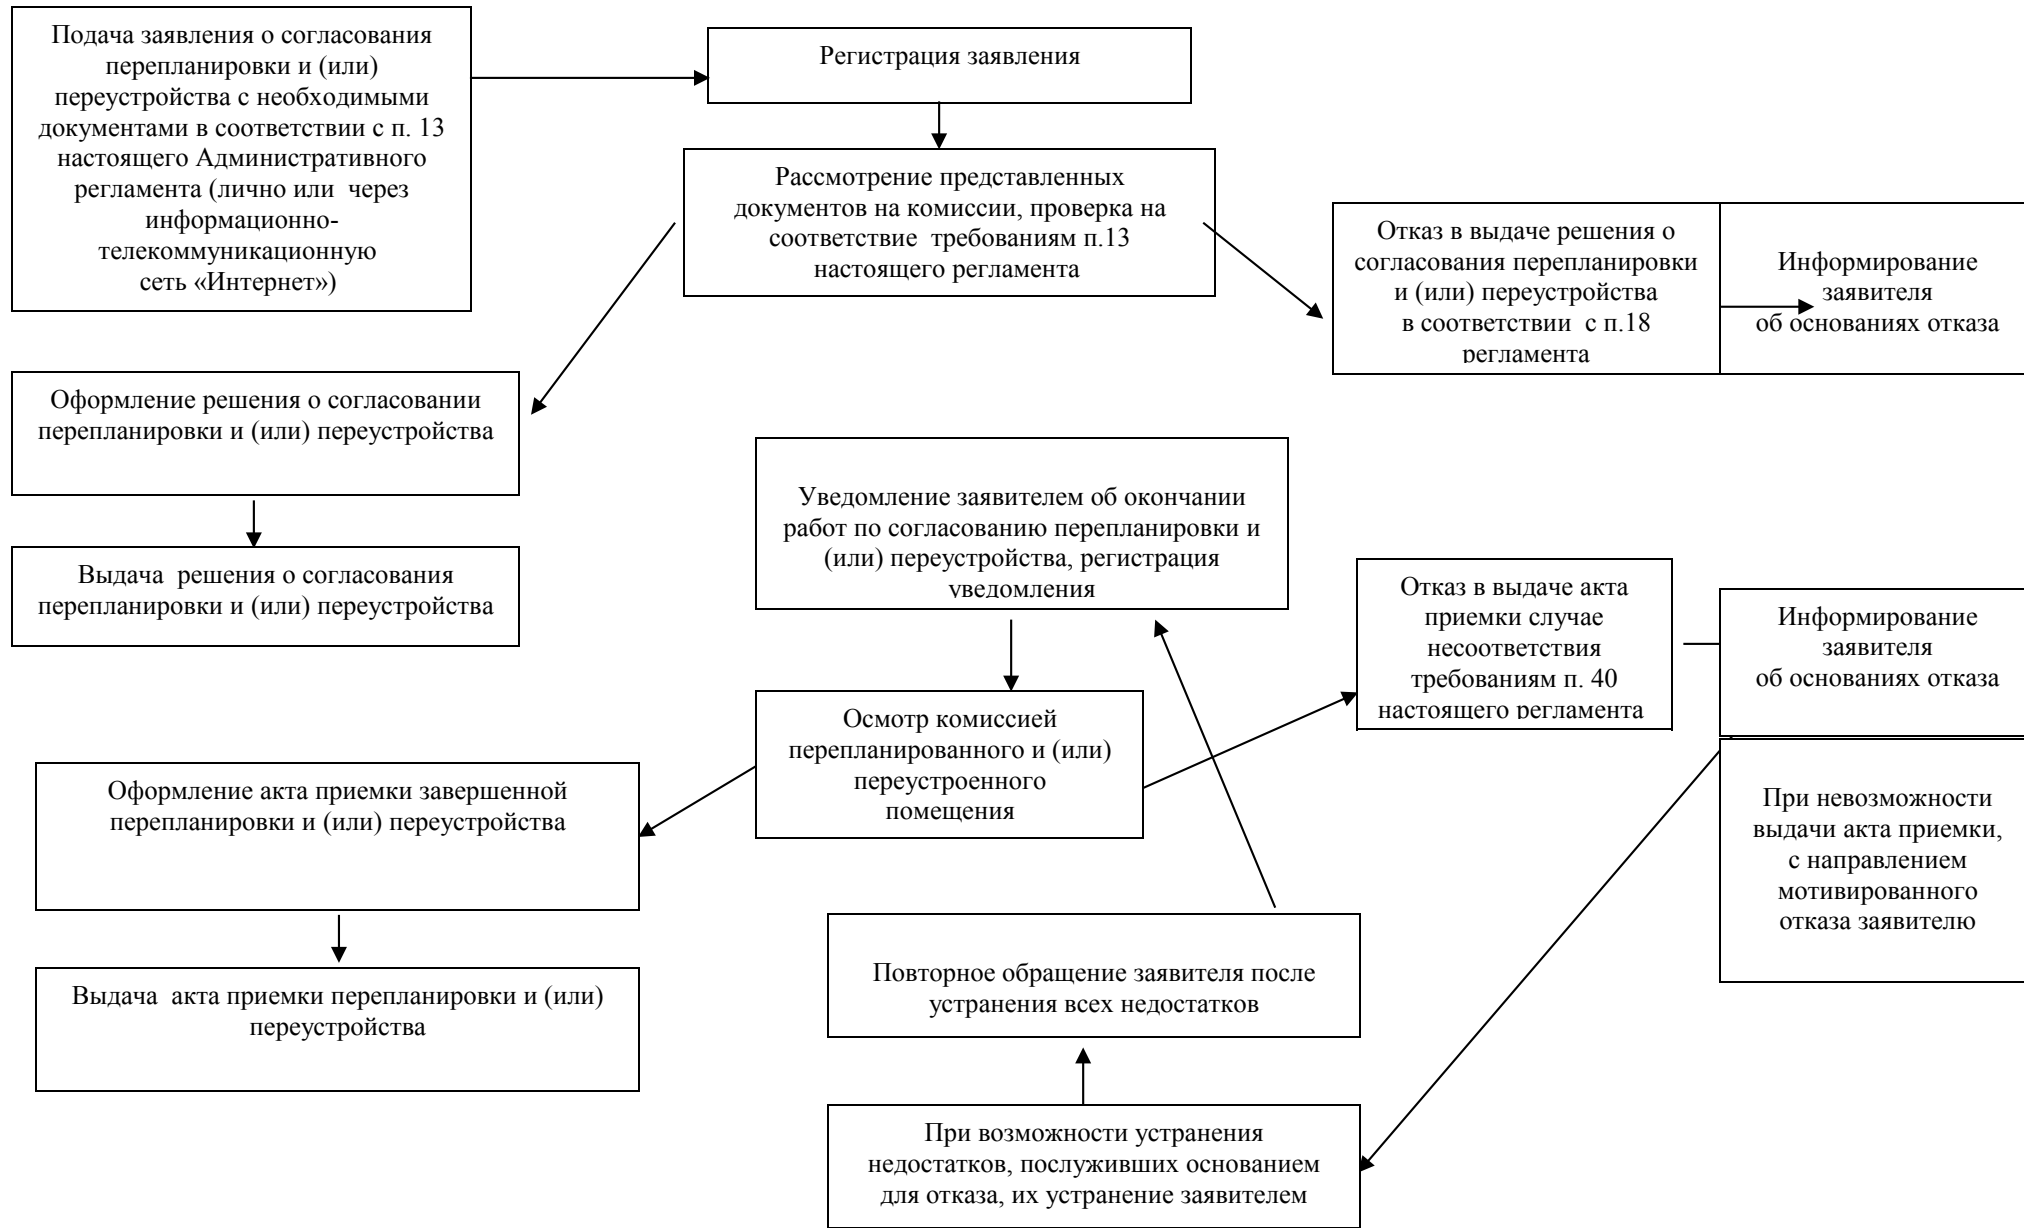 Подача заявления о согласования
перепланировки и (или)
переустройства с необходимыми
документами в соответствии с п. 13
настоящего Административного
регламента (лично или через
информационно-
телекоммуникационную
сеть «Интернет»)
Регистрация заявления
Рассмотрение представленных
документов на комиссии, проверка на
соответствие требованиям п.13
настоящего регламента
Отказ в выдаче решения о
согласования перепланировки
и (или) переустройства
в соответствии с п.18
регламента
Информирование
заявителя
об основаниях отказа
Оформление решения о согласовании
перепланировки и (или) переустройства
Выдача решения о согласования
перепланировки и (или) переустройства
Уведомление заявителем об окончании
работ по согласованию перепланировки и
(или) переустройства, регистрация
уведомления
Отказ в выдаче акта
приемки случае
несоответствия
требованиям п. 40
настоящего регламента
Информирование
заявителя
об основаниях отказа
Осмотр комиссией
перепланированного и (или)
переустроенного
помещения
Оформление акта приемки завершенной
перепланировки и (или) переустройства
При невозможности
выдачи акта приемки,
с направлением
мотивированного
отказа заявителю
Выдача акта приемки перепланировки и (или)
переустройства
Повторное обращение заявителя после
устранения всех недостатков
При возможности устранения
недостатков, послуживших основанием
для отказа, их устранение заявителем